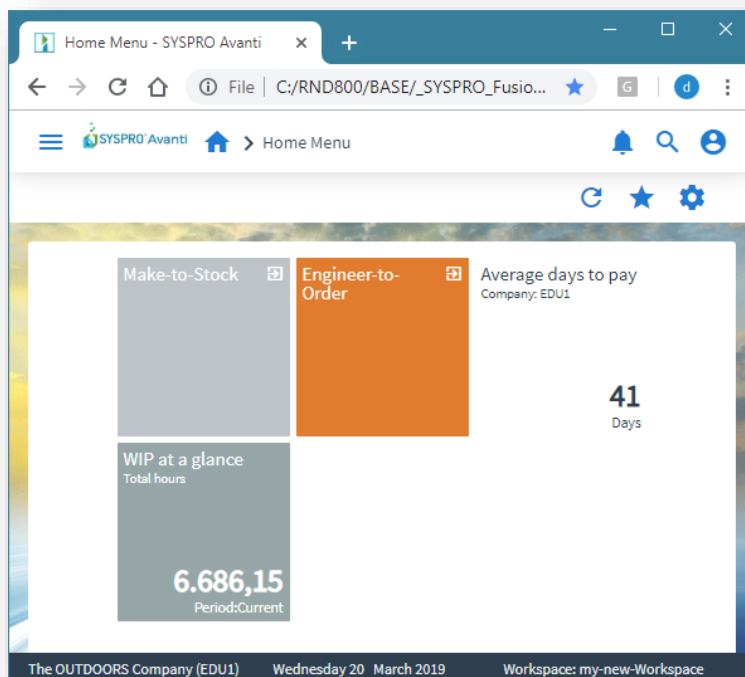 Home Menu - SYSPRO Avanti
File | C:/RND800/BASE/_SYSPRO_Fusio...
G
d
SYSPRO Avanti
Home Menu
Make-to-Stock
Engineer-to-
Order
Average days to pay
Company: EDU1
41
Days
WIP at a glance
Total hours
6.686,15
Period:Current
The OUTDOORS Company (EDU1) Wednesday 20 March 2019 Workspace: my-new-Workspace